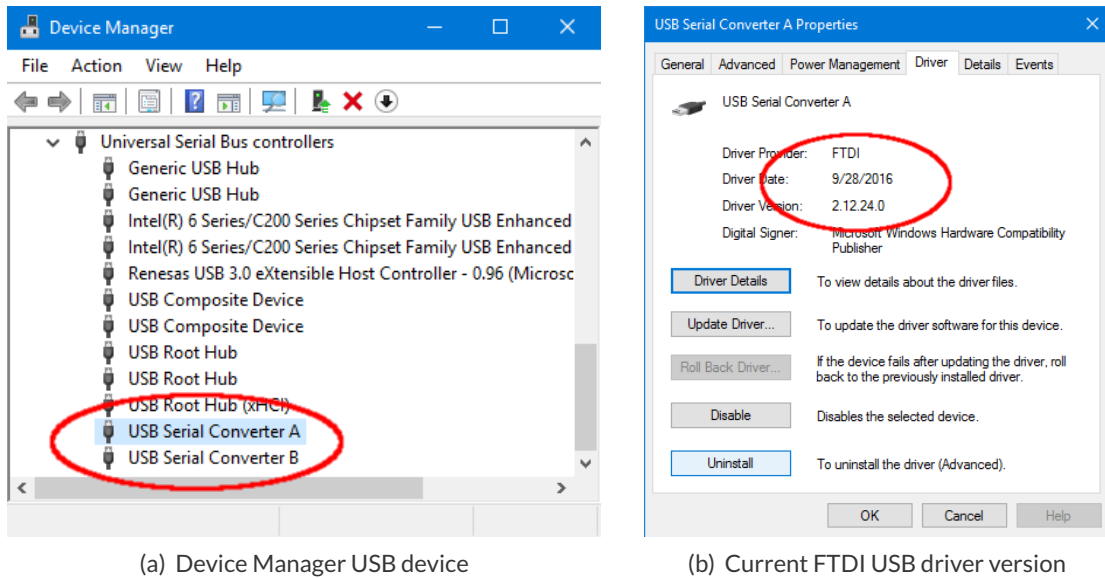 Device Manager
File Action View Help
Universal Serial Bus controllers
Generic USB Hub
Generic USB Hub
Intel(R) 6 Series/C200 Series Chipset Family USB Enhanced
Intel(R) 6 Series/C200 Series Chipset Family USB Enhanced
Renesas USB 3.0 eXtensible Host Controller - 0.96 (Microsc
USB Composite Device
USB Composite Device
USB Root Hub
USB Root Hub
USB Root Hub (xHCI)
USB Serial Converter A
USB Serial Converter B
(a) Device Manager USB device
USB Serial Converter A Properties
General Advanced Power Management Driver Details Events
USB Serial Converter A
Driver Provider: FTDI
Driver Date: 9/28/2016
Driver Version: 2.12.24.0
Digital Signer: Microsoft Windows Hardware Compatibility
Publisher
Driver Details To view details about the driver files.
Update Driver... To update the driver software for this device.
Roll Back Driver... If the device fails after updating the driver, roll
back to the previously installed driver.
Disable Disables the selected device.
Uninstall To uninstall the driver (Advanced).
OK Cancel Help
(b) Current FTDI USB driver version